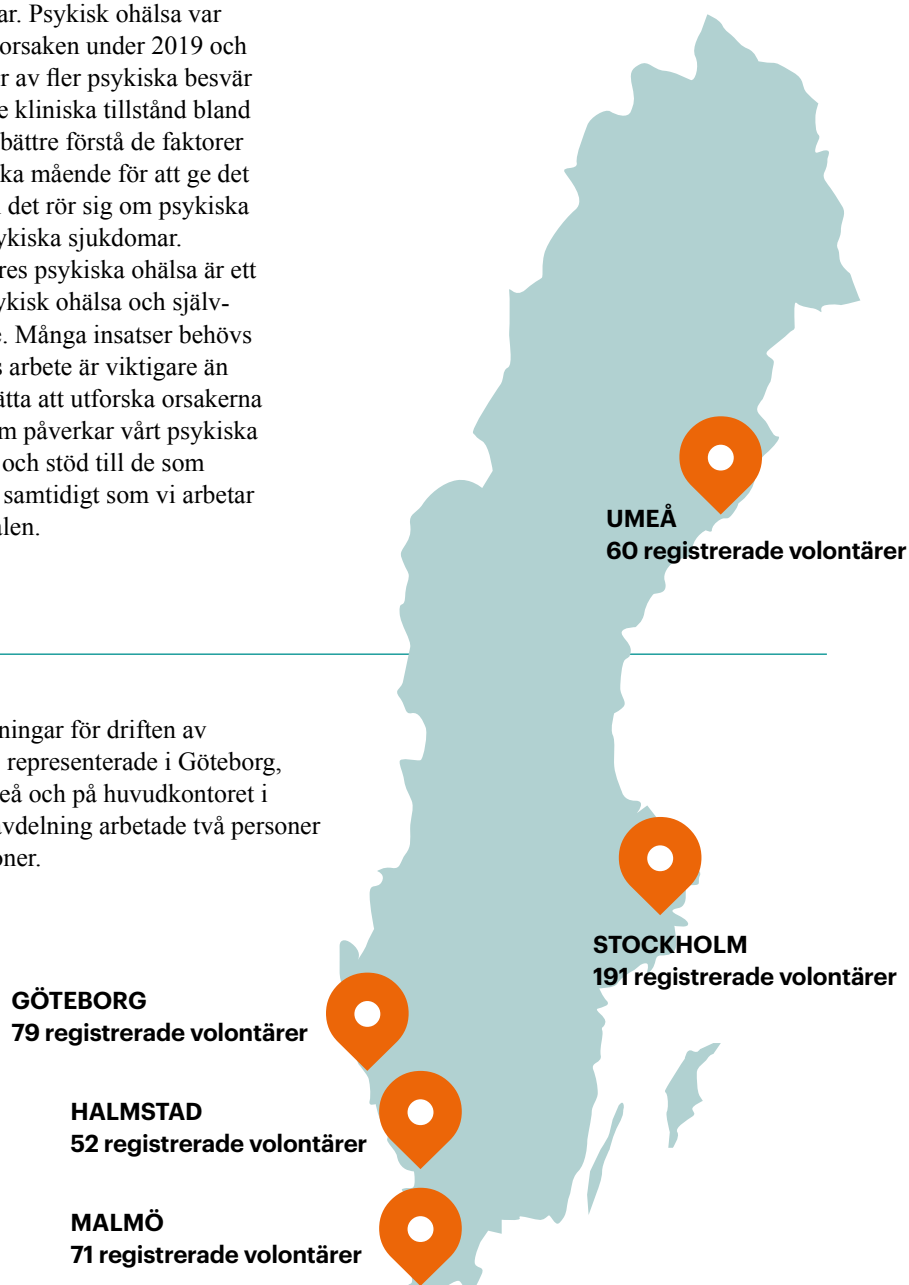 ar. Psykisk ohälsa var
orsaken under 2019 och
r av fler psykiska besvär
e kliniska tillstånd bland
bättre förstå de faktorer
ka mående för att ge det
det rör sig om psykiska
ykiska sjukdomar.
res psykiska ohälsa är ett
ykisk ohälsa och själv-
e. Många insatser behövs
s arbete är viktigare än
itta att utforska orsakerna
m påverkar vårt psykiska
och stöd till de som
samtidigt som vi arbetar
alen.
UMEÅ
60 registrerade volontärer
ningar för driften av
representerade i Göteborg,
eå och på huvudkontoret i
avdelning arbetade två personer
oner.
STOCKHOLM
191 registrerade volontärer
GÖTEBORG
79 registrerade volontärer
HALMSTAD
52 registrerade volontärer
MALMÖ
71 registrerade volontärer